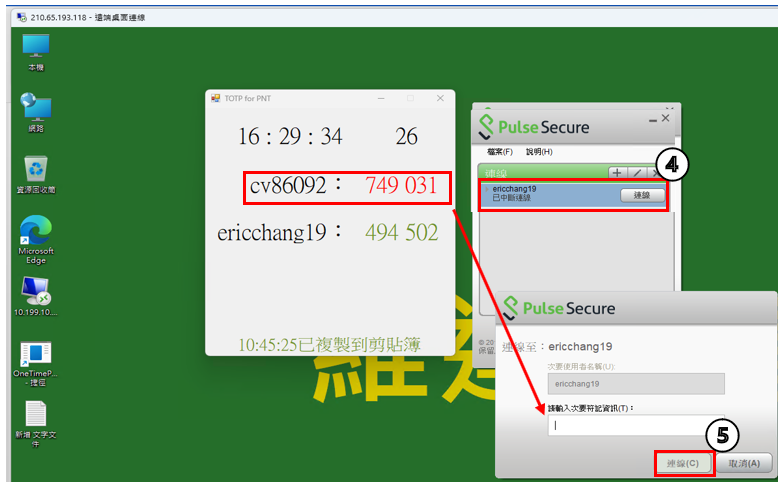 210.65.193.118 - 遠端桌面連線
本機
網路
資源回收筒
Microsoft
Edge
10.199.10....
OneTimeP...
- 捷徑
新增 文字文
件
TOTP for PNT
16 : 29 : 34 26
cv86092： 749 031
ericchang19： 494 502
10:45:25已複製到剪貼簿
Pulse Secure
檔案(F) 說明(H)
連線
④
ericchang19
已中斷連線
連線
© 20
保留
Pulse Secure
連線至：ericchang19
次要使用者名稱(U):
ericchang19
請輸入次要符記資訊(T)：
⑤
連線(C)
取消(A)